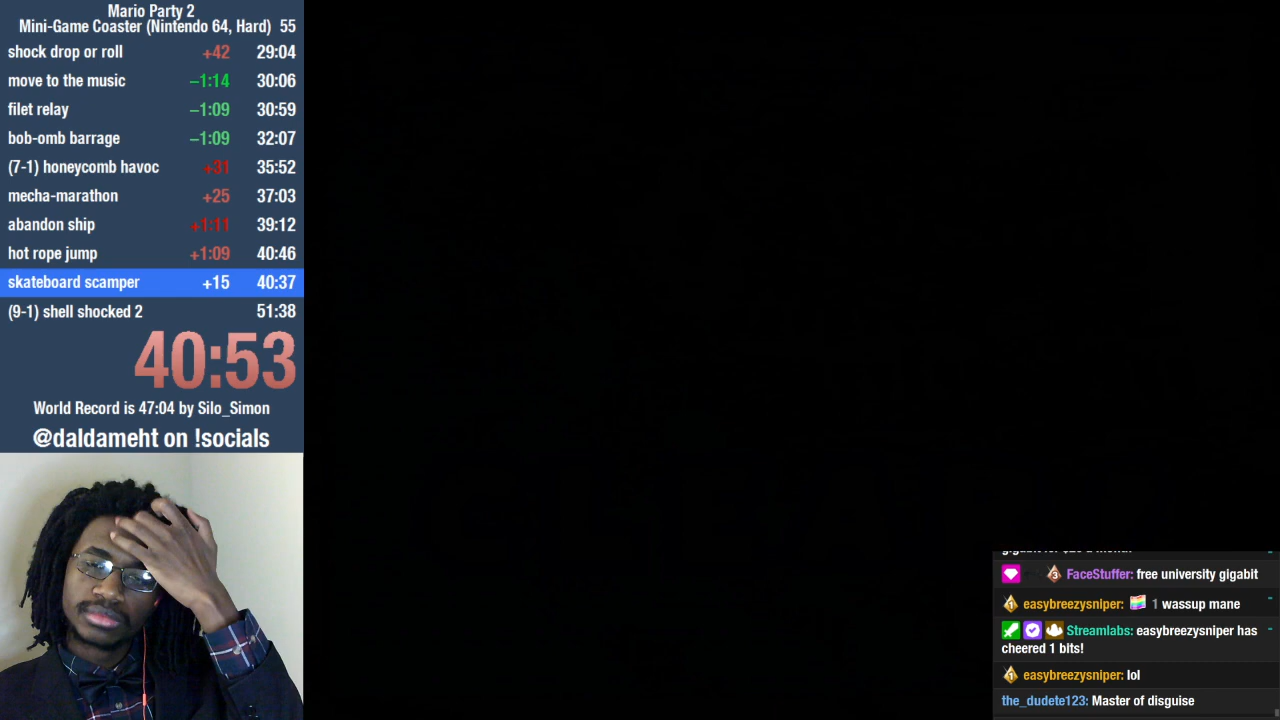 Mario Party 2
Mini-Game Coaster (Nintendo 64, Hard) 55
shock drop or roll +42 29:04
move to the music −1:14 30:06
filet relay −1:09 30:59
bob-omb barrage −1:09 32:07
(7-1) honeycomb havoc +31 35:52
mecha-marathon +25 37:03
abandon ship +1:11 39:12
hot rope jump +1:09 40:46
skateboard scamper +15 40:37
(9-1) shell shocked 2 51:38
40:53
World Record is 47:04 by Silo_Simon
@daldameht on !socials
3 FaceStuffer: free university gigabit
1 easybreezysniper: 1 wassup mane
Streamlabs: easybreezysniper has
cheered 1 bits!
1 easybreezysniper: lol
the_dudete123: Master of disguise